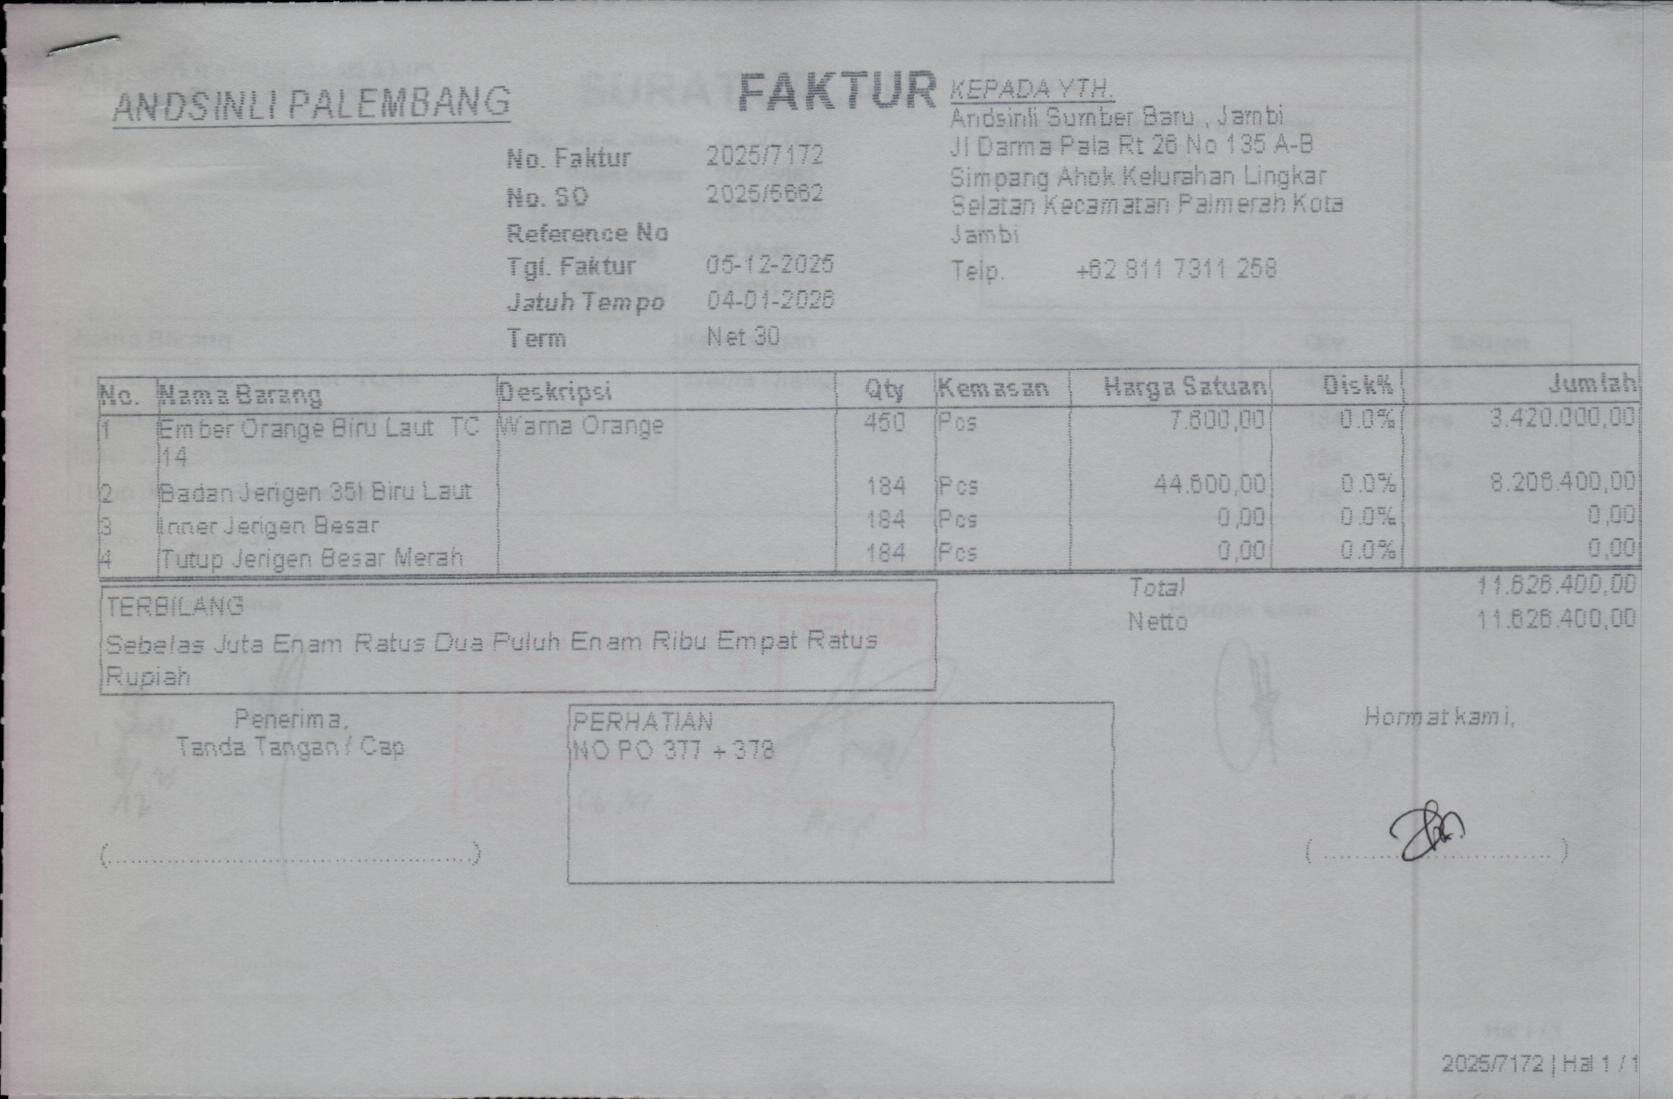 ANDSINLI PALEMBANG
FAKTUR
No. Faktur 2025/7172
No. SO 2025/5662
Reference No
Tgl. Faktur 05-12-2025
Jatuh Tempo 04-01-2026
Term Net 30
KEPADA YTH.
Andsinli Sumber Baru , Jambi
Jl Darma Pala Rt 26 No 135 A-B
Simpang Ahok Kelurahan Lingkar
Selatan Kecamatan Palmerah Kota
Jambi
Telp. +62 811 7311 258
No. Nama Barang Deskripsi Qty Kemasan Harga Satuan Disk% Jumlah
1 Ember Orange Biru Laut TC Warna Orange 450 Pcs 7.600,00 0.0% 3.420.000,00
14
2 Badan Jerigen 35l Biru Laut 184 Pcs 44.600,00 0.0% 8.206.400,00
3 Inner Jerigen Besar 184 Pcs 0,00 0.0% 0,00
4 Tutup Jerigen Besar Merah 184 Pcs 0,00 0.0% 0,00
Total 11.626.400,00
Netto 11.626.400,00
TERBILANG
Sebelas Juta Enam Ratus Dua Puluh Enam Ribu Empat Ratus
Rupiah
Penerima,
Tanda Tangan / Cap
(..........................................................)
PERHATIAN
NO PO 377 + 378
Hormat kami,
( ..................................... )
2025/7172 | Hal 1 / 1